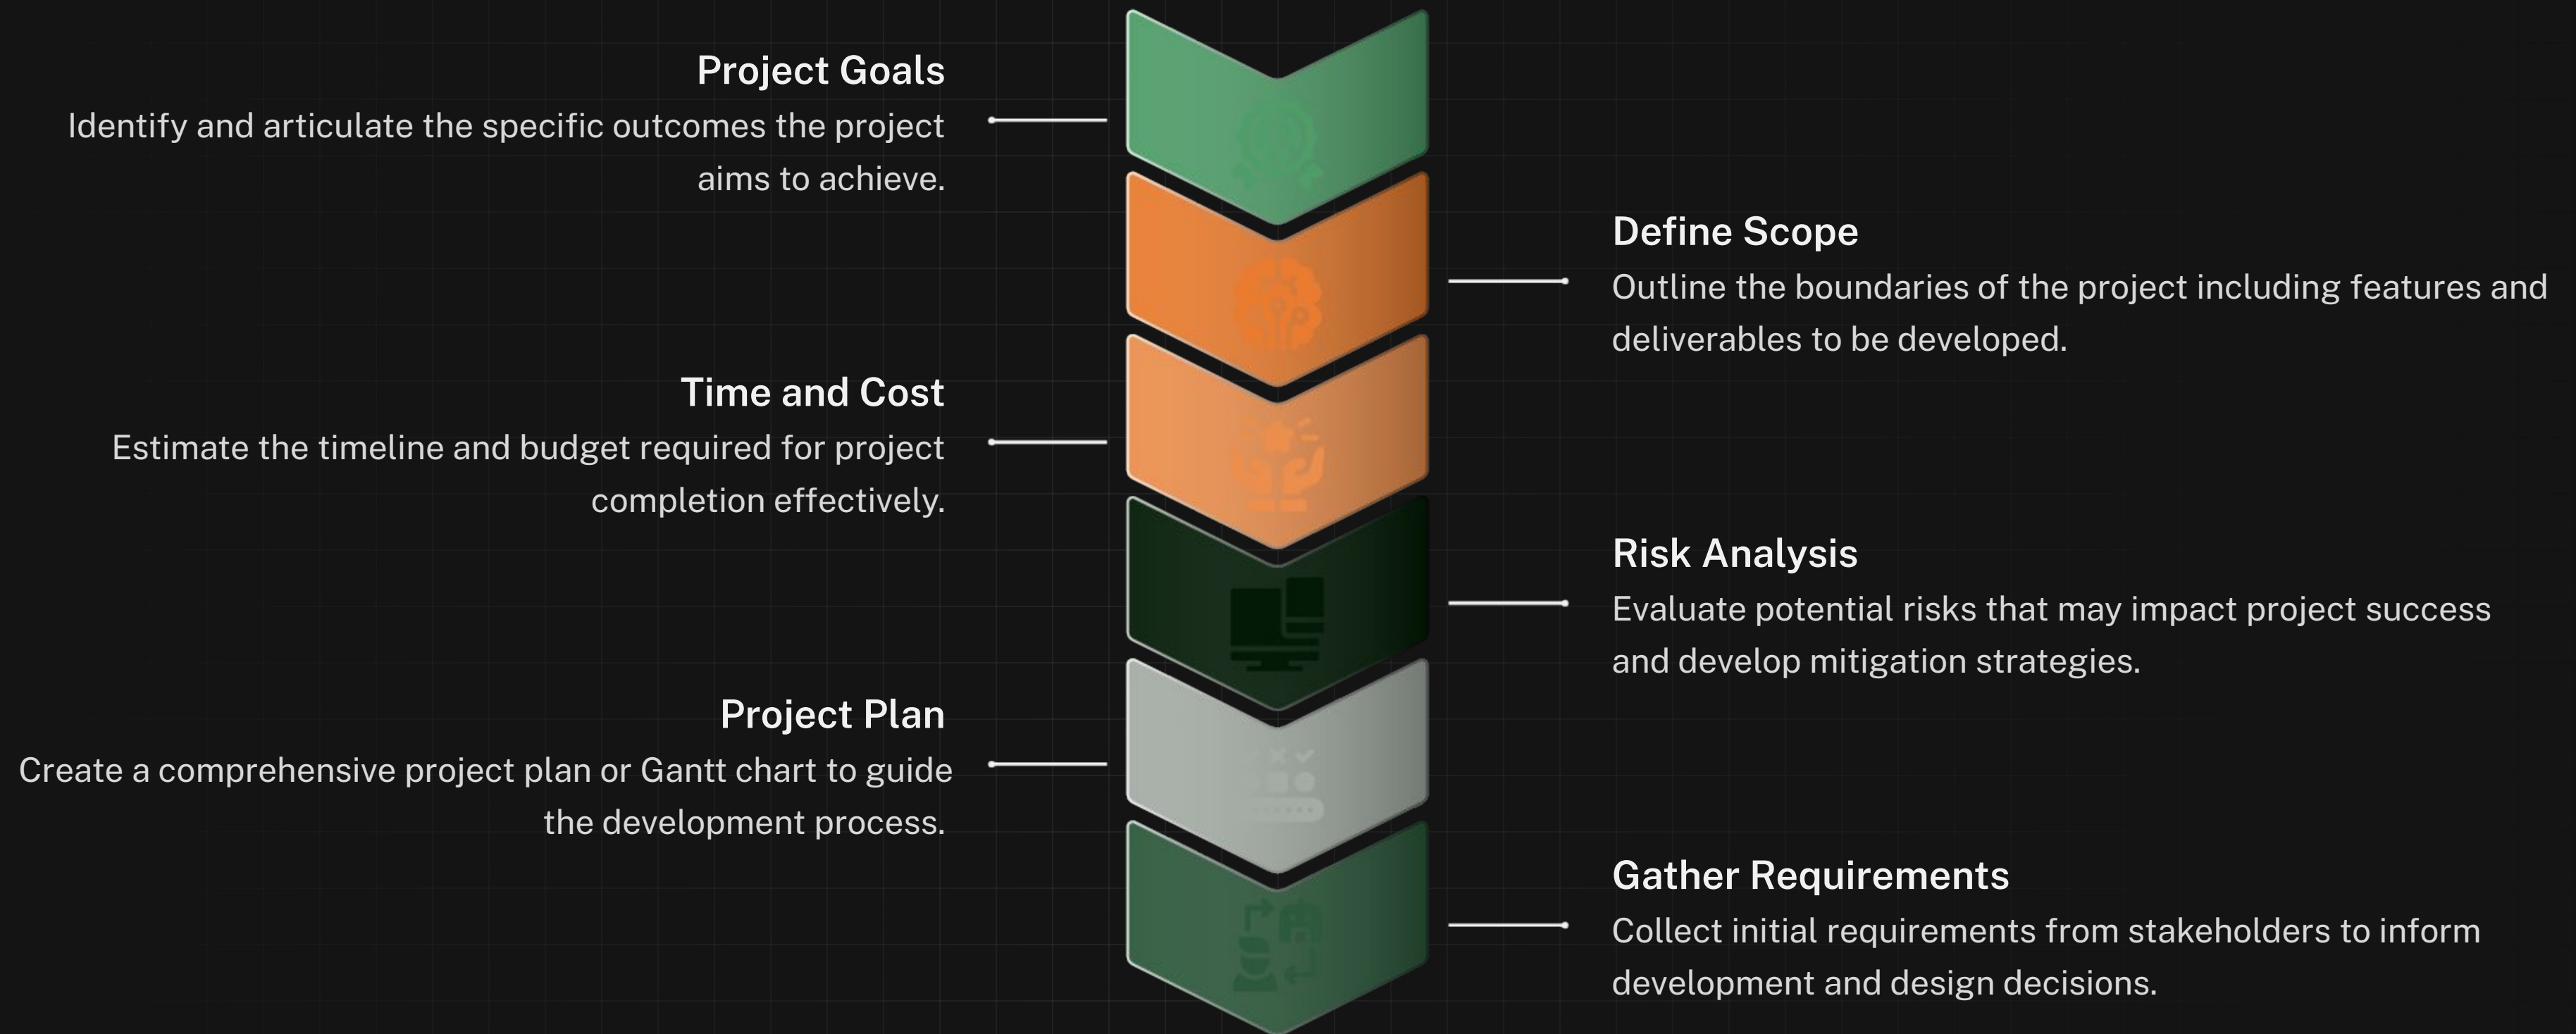 Project Goals
Identify and articulate the specific outcomes the project
aims to achieve.
Define Scope
Outline the boundaries of the project including features and
deliverables to be developed.
Time and Cost
Estimate the timeline and budget required for project
completion effectively.
Risk Analysis
Evaluate potential risks that may impact project success
and develop mitigation strategies.
Project Plan
Create a comprehensive project plan or Gantt chart to guide
the development process.
Gather Requirements
Collect initial requirements from stakeholders to inform
development and design decisions.